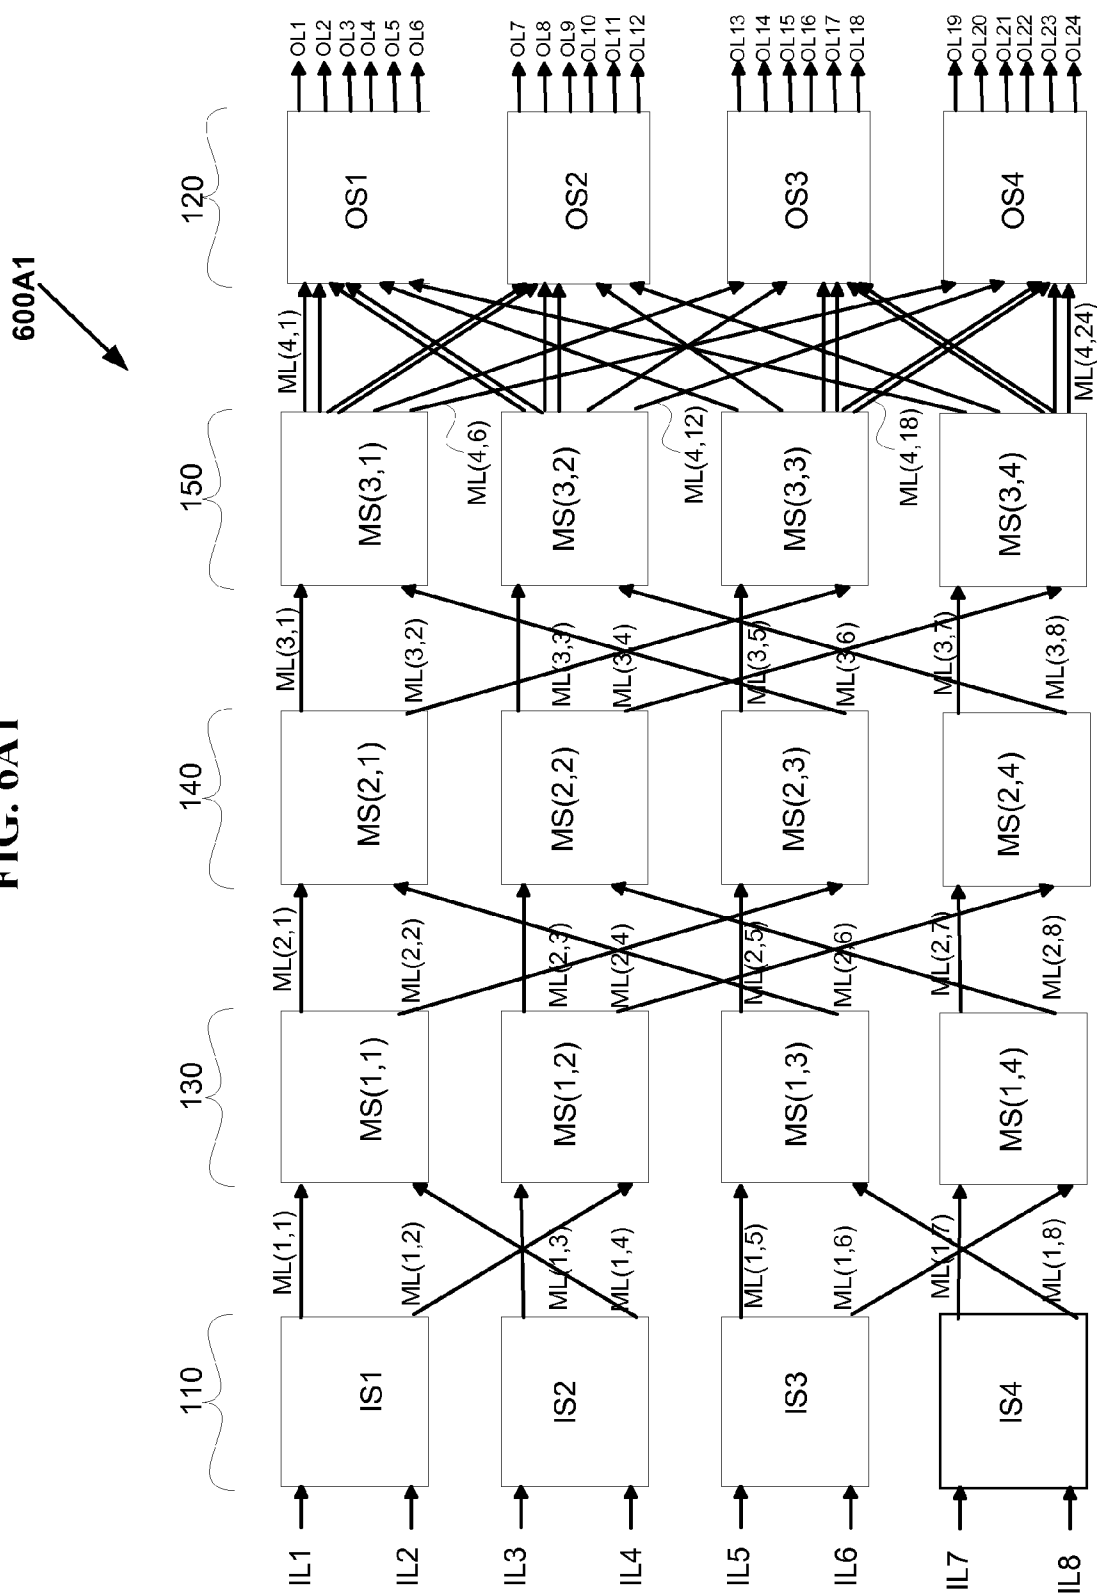 FIG. 6A1
600A1
110
130
140
150
120
IL1
IL2
IL3
IL4
IL5
IL6
IL7
IL8
IS1
IS2
IS3
IS4
ML(1,1)
ML(1,2)
ML(1,3)
ML(1,4)
ML(1,5)
ML(1,6)
ML(1,7)
ML(1,8)
MS(1,1)
MS(1,2)
MS(1,3)
MS(1,4)
ML(2,1)
ML(2,2)
ML(2,3)
ML(2,4)
ML(2,5)
ML(2,6)
ML(2,7)
ML(2,8)
MS(2,1)
MS(2,2)
MS(2,3)
MS(2,4)
ML(3,1)
ML(3,2)
ML(3,3)
ML(3,4)
ML(3,5)
ML(3,6)
ML(3,7)
ML(3,8)
MS(3,1)
MS(3,2)
MS(3,3)
MS(3,4)
ML(4,1)
ML(4,6)
ML(4,12)
ML(4,18)
ML(4,24)
OS1
OS2
OS3
OS4
OL1
OL2
OL3
OL4
OL5
OL6
OL7
OL8
OL9
OL10
OL11
OL12
OL13
OL14
OL15
OL16
OL17
OL18
OL19
OL20
OL21
OL22
OL23
OL24